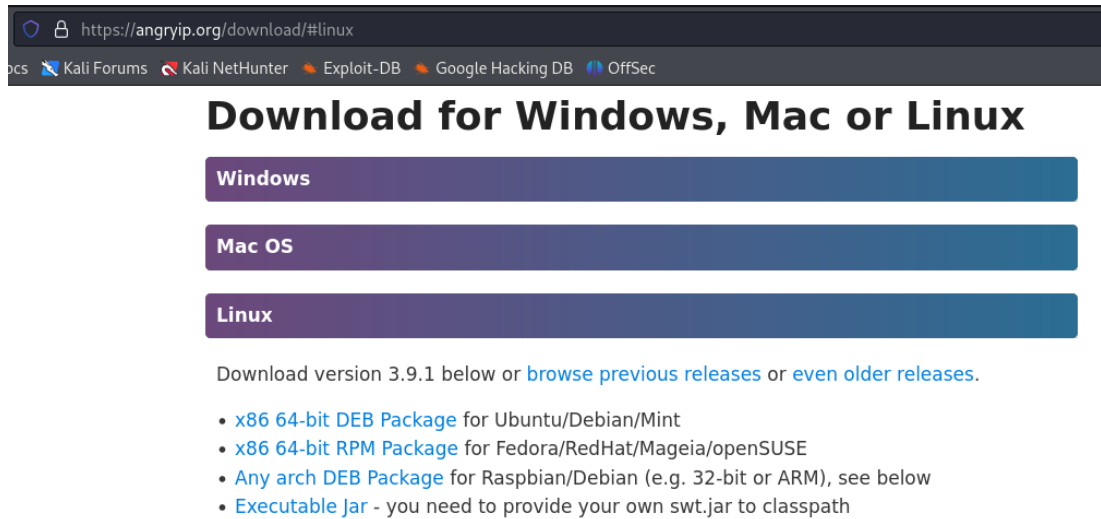 https://angryip.org/download/#linux
ocs Kali Forums Kali NetHunter Exploit-DB Google Hacking DB OffSec
Download for Windows, Mac or Linux
Windows
Mac OS
Linux
Download version 3.9.1 below or browse previous releases or even older releases.
• x86 64-bit DEB Package for Ubuntu/Debian/Mint
• x86 64-bit RPM Package for Fedora/RedHat/Mageia/openSUSE
• Any arch DEB Package for Raspbian/Debian (e.g. 32-bit or ARM), see below
• Executable Jar - you need to provide your own swt.jar to classpath